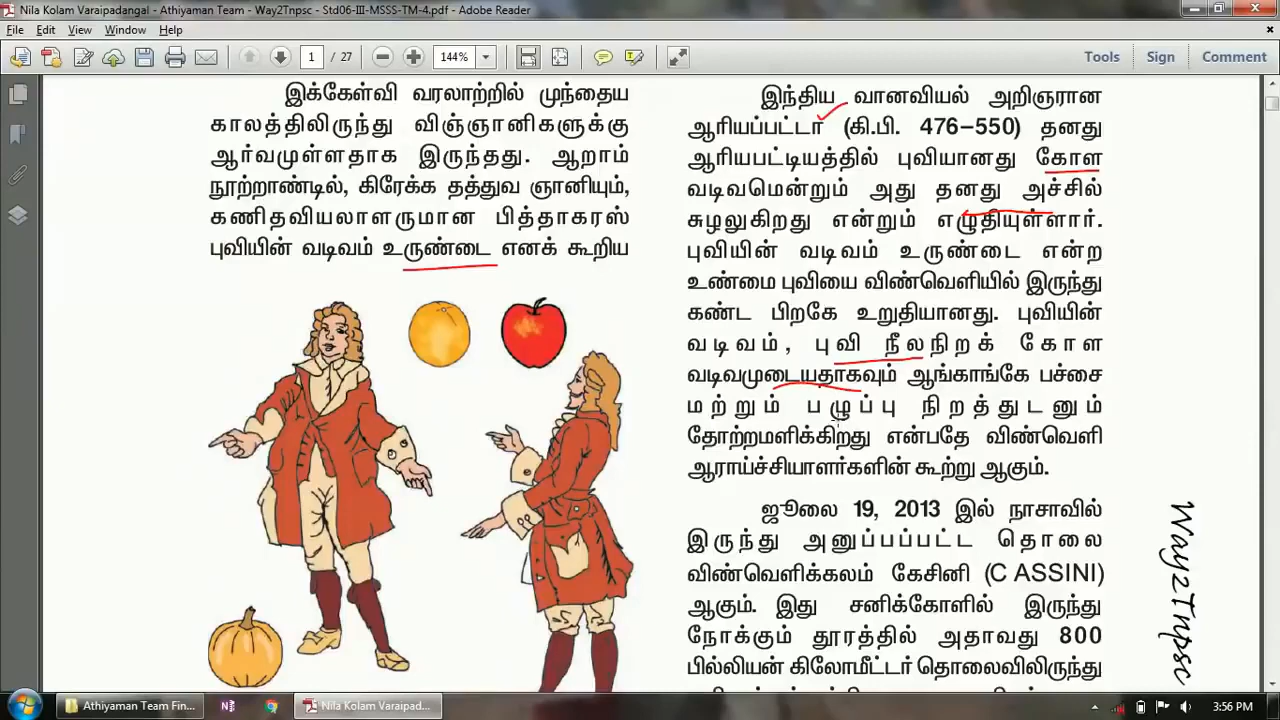 Nila Kolam Varaipadangal - Athiyaman Team - Way2Tnpsc - Std06-III-MSSS-TM-4.pdf - Adobe Reader
File Edit View Window Help
1 / 27 144% Tools Sign Comment
இக்கேள்வி வரலாற்றில் முந்தைய
காலத்திலிருந்து விஞ்ஞானிகளுக்கு
ஆர்வமுள்ளதாக இருந்தது. ஆறாம்
நூற்றாண்டில், கிரேக்க தத்துவ ஞானியும்,
கணிதவியலாளருமான பித்தாகரஸ்
புவியின் வடிவம் உருண்டை எனக் கூறிய
இந்திய வானவியல் அறிஞரான
ஆரியப்பட்டா (கி.பி. 476–550) தனது
ஆரியபட்டியத்தில் புவியானது கோள
வடிவமென்றும் அது தனது அச்சில்
சுழலுகிறது என்றும் எழுதியுள்ளார்.
புவியின் வடிவம் உருண்டை என்ற
உண்மை புவியை விண்வெளியில் இருந்து
கண்ட பிறகே உறுதியானது. புவியின்
வடிவம், புவி நீலநிறக் கோள
வடிவமுடையதாகவும் ஆங்காங்கே பச்சை
மற்றும் பழுப்பு நிறத்துடனும்
தோற்றமளிக்கிறது என்பதே விண்வெளி
ஆராய்ச்சியாளர்களின் கூற்று ஆகும்.
ஜூலை 19, 2013 இல் நாசாவில்
இருந்து அனுப்பப்பட்ட தொலை
விண்வெளிக்கலம் கேசினி (C ASSINI)
ஆகும். இது சனிக்கோளில் இருந்து
நோக்கும் தூரத்தில் அதாவது 800
பில்லியன் கிலோமீட்டர் தொலைவிலிருந்து
Way2Tnpsc
Athiyaman Team Fin... Nila Kolam Varaipad... 3:56 PM